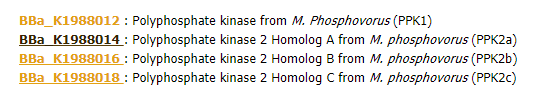 BBa_K1988012 : Polyphosphate kinase from M. Phosphovorus (PPK1)
BBa_K1988014 : Polyphosphate kinase 2 Homolog A from M. phosphovorus (PPK2a)
BBa_K1988016 : Polyphosphate kinase 2 Homolog B from M. phosphovorus (PPK2b)
BBa_K1988018 : Polyphosphate kinase 2 Homolog C from M. phosphovorus (PPK2c)